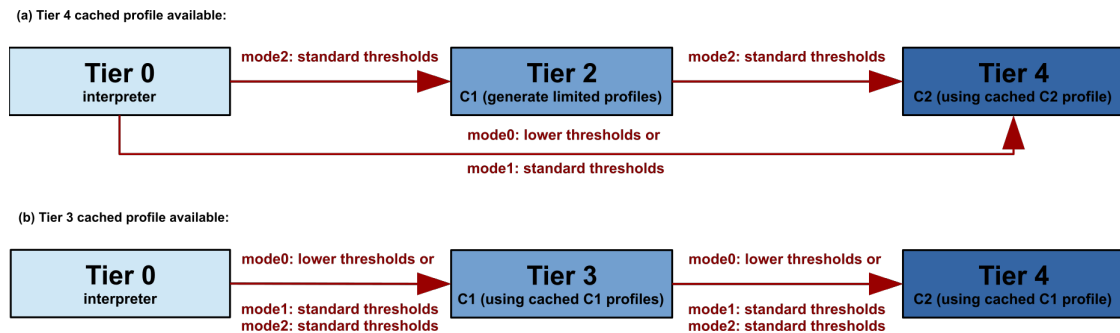 (a) Tier 4 cached profile available:
mode2: standard thresholds
mode2: standard thresholds
Tier 0
interpreter
Tier 2
C1 (generate limited profiles)
Tier 4
C2 (using cached C2 profile)
mode0: lower thresholds or
mode1: standard thresholds
(b) Tier 3 cached profile available:
mode0: lower thresholds or
mode0: lower thresholds or
Tier 0
interpreter
Tier 3
C1 (using cached C1 profiles)
Tier 4
C2 (using cached C1 profile)
mode1: standard thresholds
mode2: standard thresholds
mode1: standard thresholds
mode2: standard thresholds